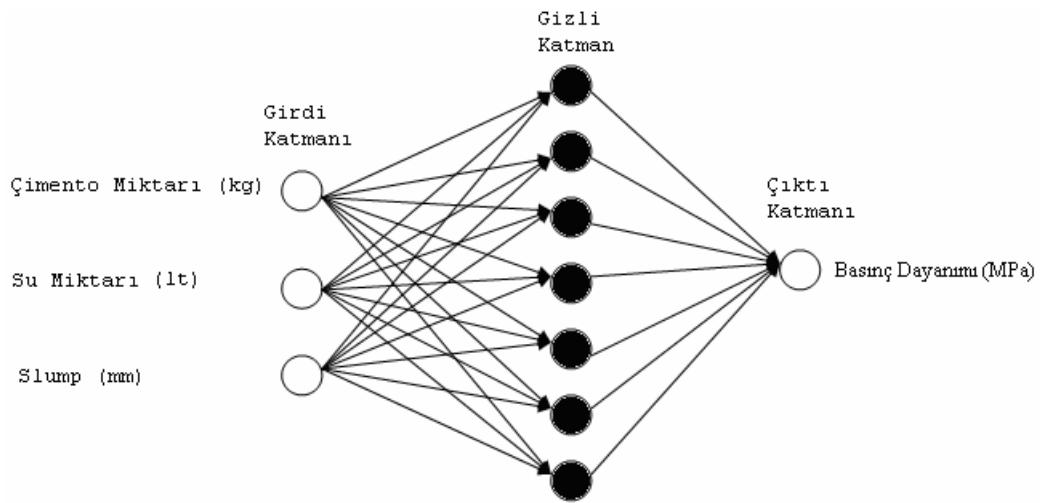 Gizli
Katman
Girdi
Katmanı
Çimento Miktarı (kg)
Çıktı
Katmanı
Su Miktarı (lt)
Basınç Dayanımı (MPa)
Slump (mm)